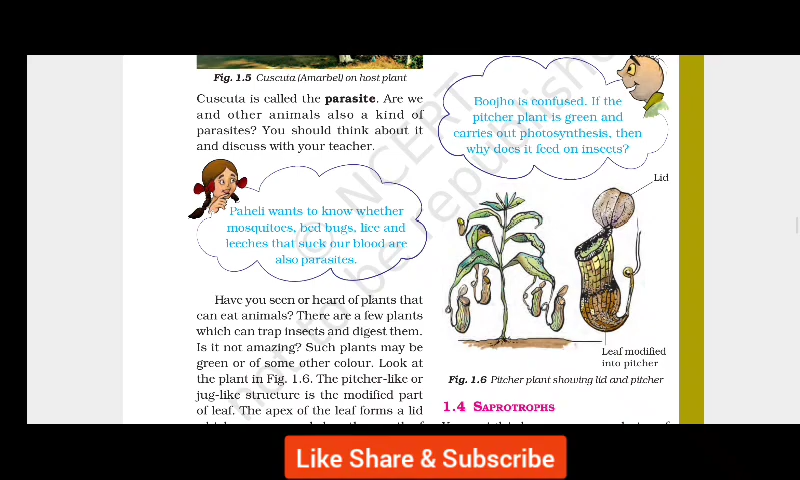 Fig. 1.5 Cuscuta (Amarbel) on host plant
Cuscuta is called the parasite. Are we
and other animals also a kind of
parasites? You should think about it
and discuss with your teacher.
Paheli wants to know whether
mosquitoes, bed bugs, lice and
leeches that suck our blood are
also parasites.
Have you seen or heard of plants that
can eat animals? There are a few plants
which can trap insects and digest them.
Is it not amazing? Such plants may be
green or of some other colour. Look at
the plant in Fig. 1.6. The pitcher-like or
jug-like structure is the modified part
of leaf. The apex of the leaf forms a lid
Boojho is confused. If the
pitcher plant is green and
carries out photosynthesis, then
why does it feed on insects?
Lid
Leaf modified
into pitcher
Fig. 1.6 Pitcher plant showing lid and pitcher
1.4 SAPROTROPHS
© NCERT
not to be republished
Like Share & Subscribe